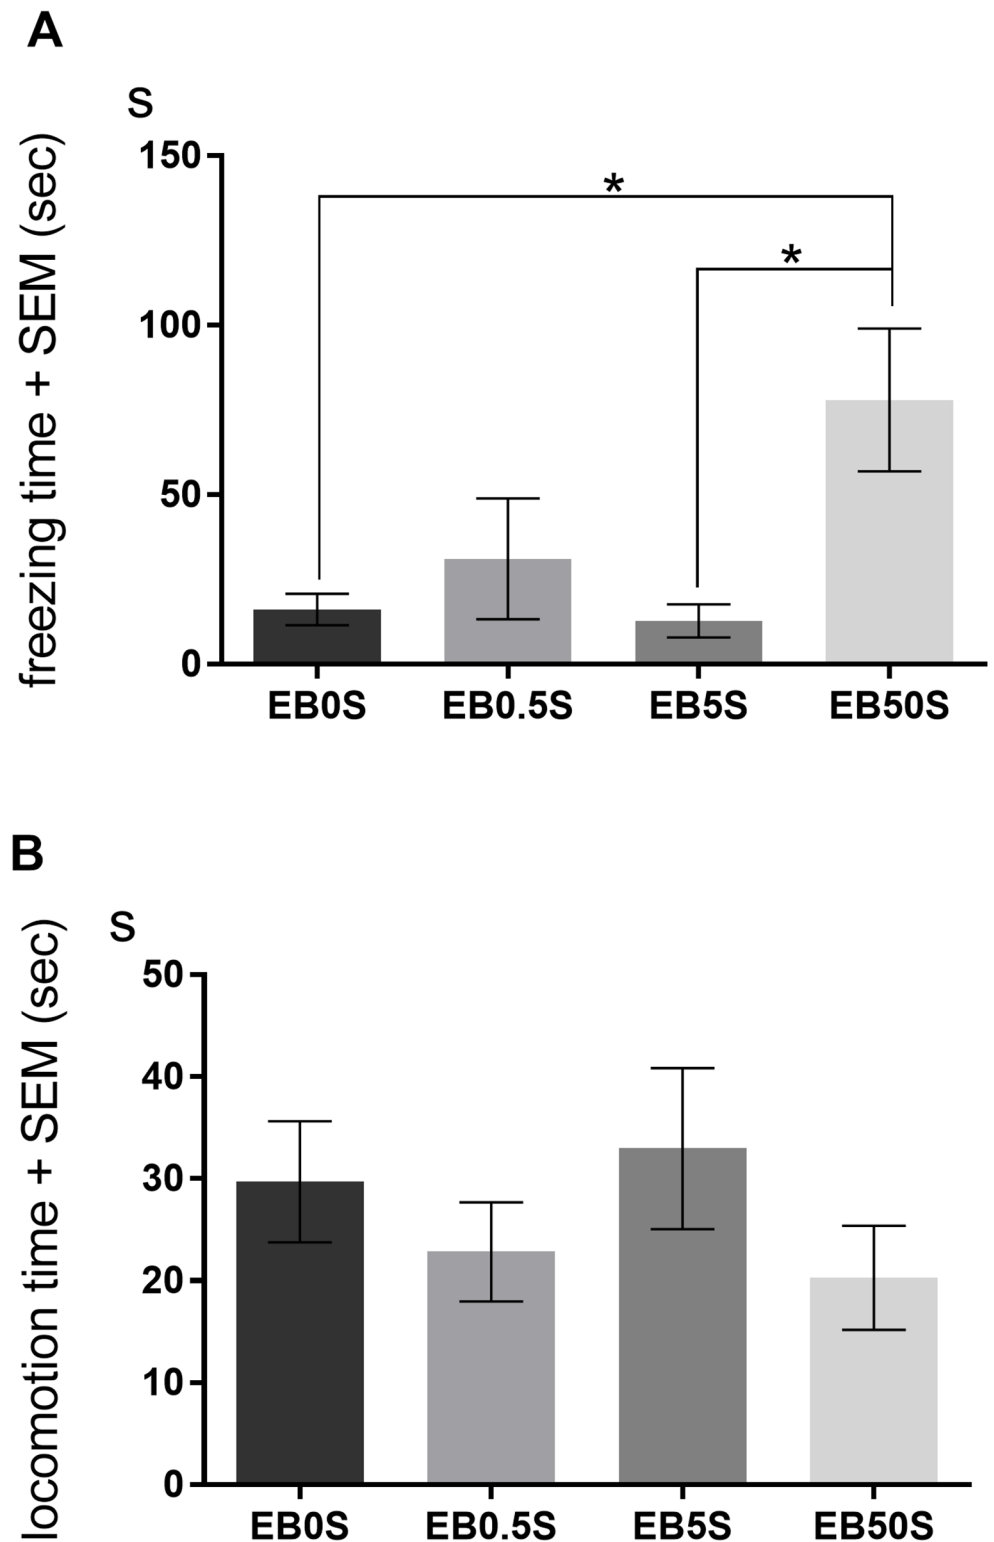 A
S
freezing time + SEM (sec)
150
100
50
0
*
*
EB0S EB0.5S EB5S EB50S
B
S
locomotion time + SEM (sec)
50
40
30
20
10
0
EB0S EB0.5S EB5S EB50S